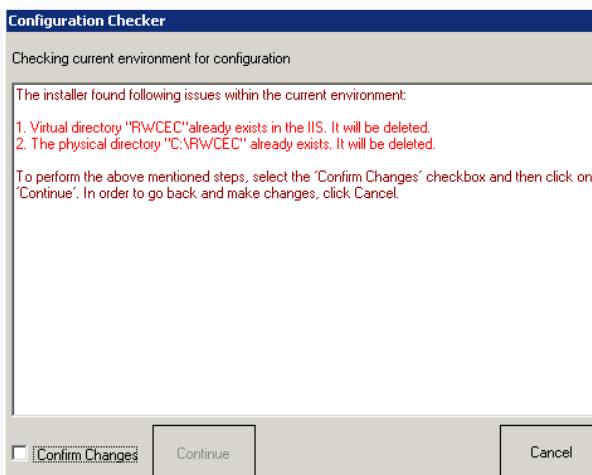 Configuration Checker
Checking current environment for configuration
The installer found following issues within the current environment:
1. Virtual directory "RWCEC"already exists in the IIS. It will be deleted.
2. The physical directory "C:\RWCEC" already exists. It will be deleted.
To perform the above mentioned steps, select the ´Confirm Changes´ checkbox and then click on
´Continue´. In order to go back and make changes, click Cancel.
Confirm Changes
Continue
Cancel